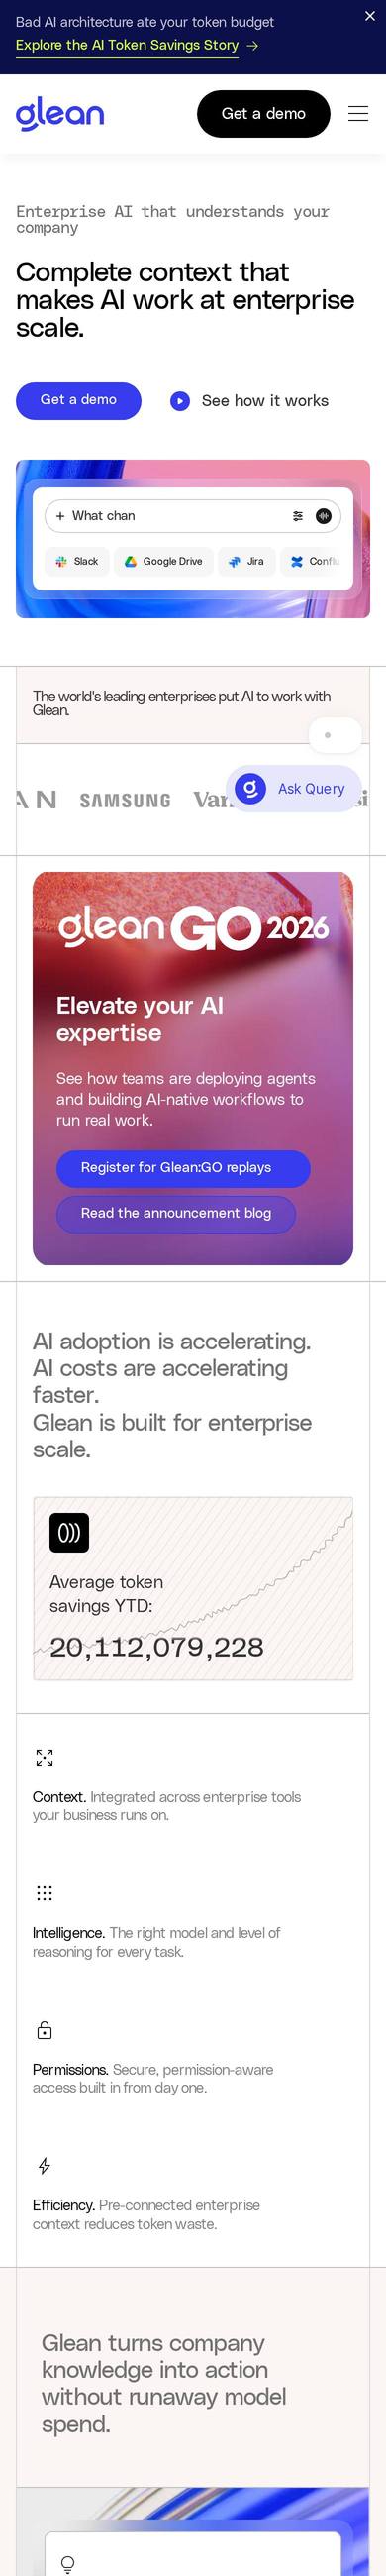 Bad AI architecture ate your token budget
Explore the AI Token Savings Story
glean
Get a demo
Enterprise AI that understands your
company
Complete context that
makes AI work at enterprise
scale.
Get a demo
See how it works
What chan
Slack
Google Drive
Jira
The world's leading enterprises put AI to work with
Glean.
SAMSUNG
Ask Query
glean GO 2026
Elevate your AI
expertise
See how teams are deploying agents
and building AI-native workflows to
run real work.
Register for Glean:GO replays
Read the announcement blog
AI adoption is accelerating.
AI costs are accelerating
faster.
Glean is built for enterprise
scale.
Average token
savings YTD:
20,112,079,228
Context. Integrated across enterprise tools
your business runs on.
Intelligence. The right model and level of
reasoning for every task.
Permissions. Secure, permission-aware
access built in from day one.
Efficiency. Pre-connected enterprise
context reduces token waste.
Glean turns company
knowledge into action
without runaway model
spend.